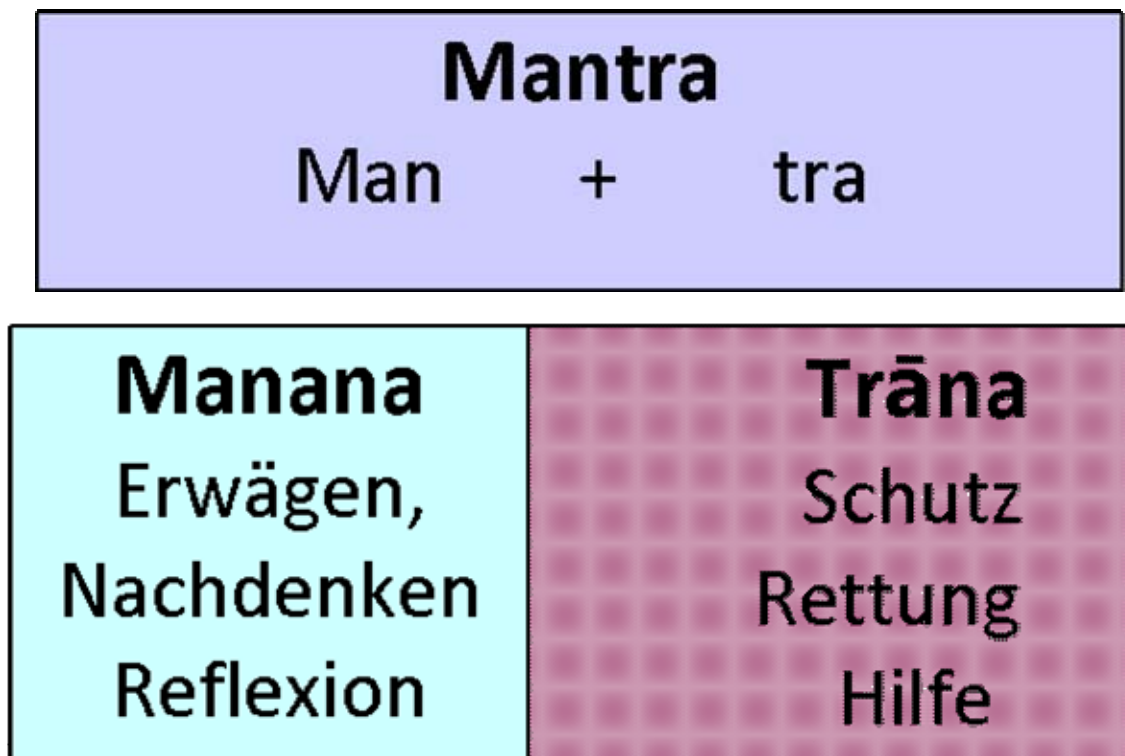 Mantra
Man + tra
Manana
Erwägen,
Nachdenken
Reflexion
Trāna
Schutz
Rettung
Hilfe